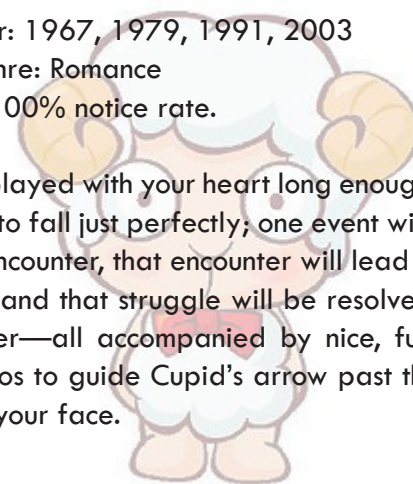 r: 1967, 1979, 1991, 2003
nre: Romance
00% notice rate.
played with your heart long enoug
to fall just perfectly; one event wi
ncounter, that encounter will lead
and that struggle will be resolve
er—all accompanied by nice, fu
os to guide Cupid’s arrow past th
your face.